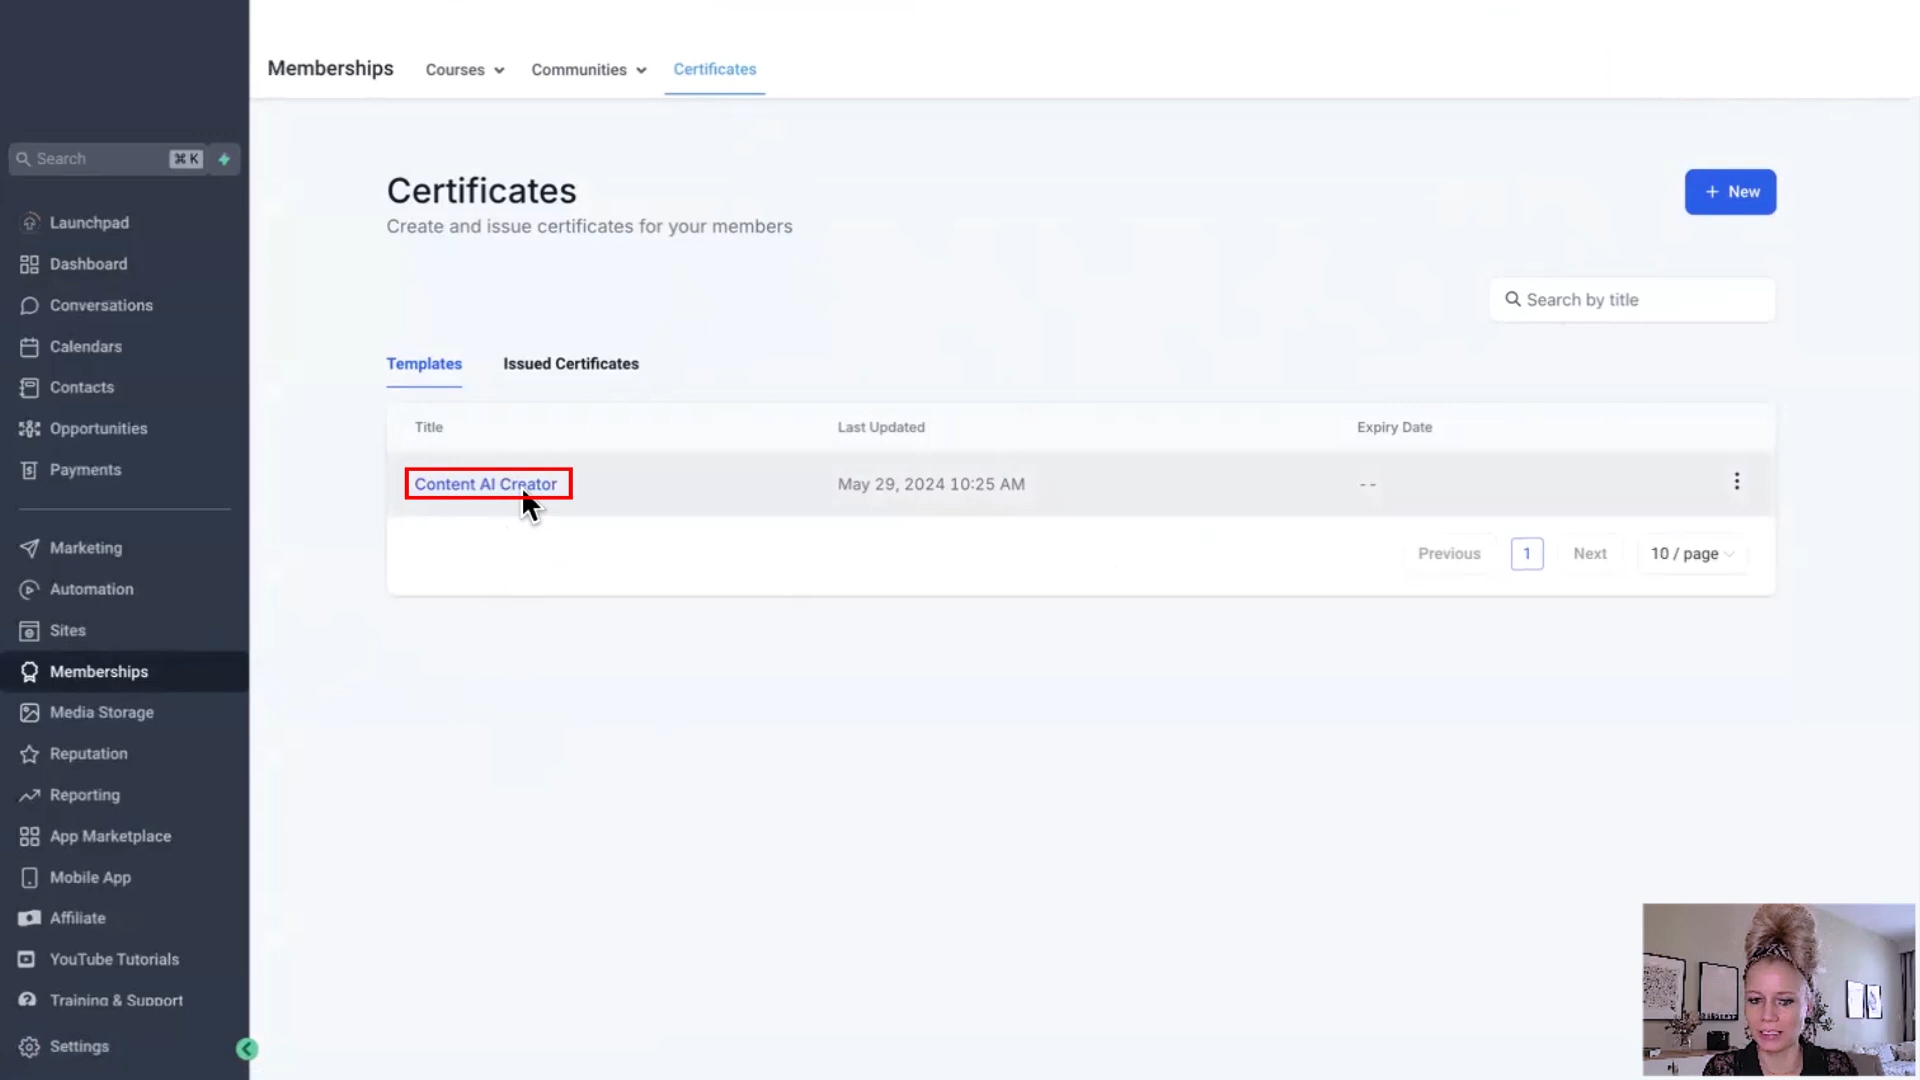 Memberships
Courses
Communities
Certificates
Search
⌘ K
Launchpad
Dashboard
Conversations
Calendars
Contacts
Opportunities
Payments
Marketing
Automation
Sites
Memberships
Media Storage
Reputation
Reporting
App Marketplace
Mobile App
Affiliate
YouTube Tutorials
Training & Support
Settings
Certificates
Create and issue certificates for your members
+ New
Search by title
Templates
Issued Certificates
Title
Last Updated
Expiry Date
Content AI Creator
May 29, 2024 10:25 AM
- -
Previous
1
Next
10 / page